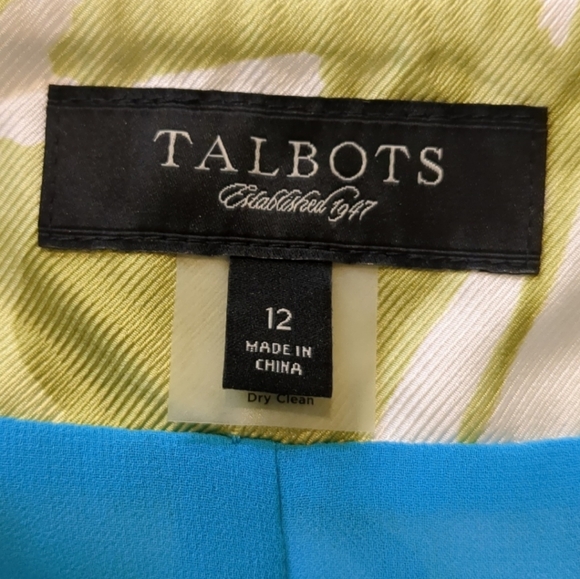 TALBOTS
Established 1947
12
MADE IN
CHINA
Dry Clean